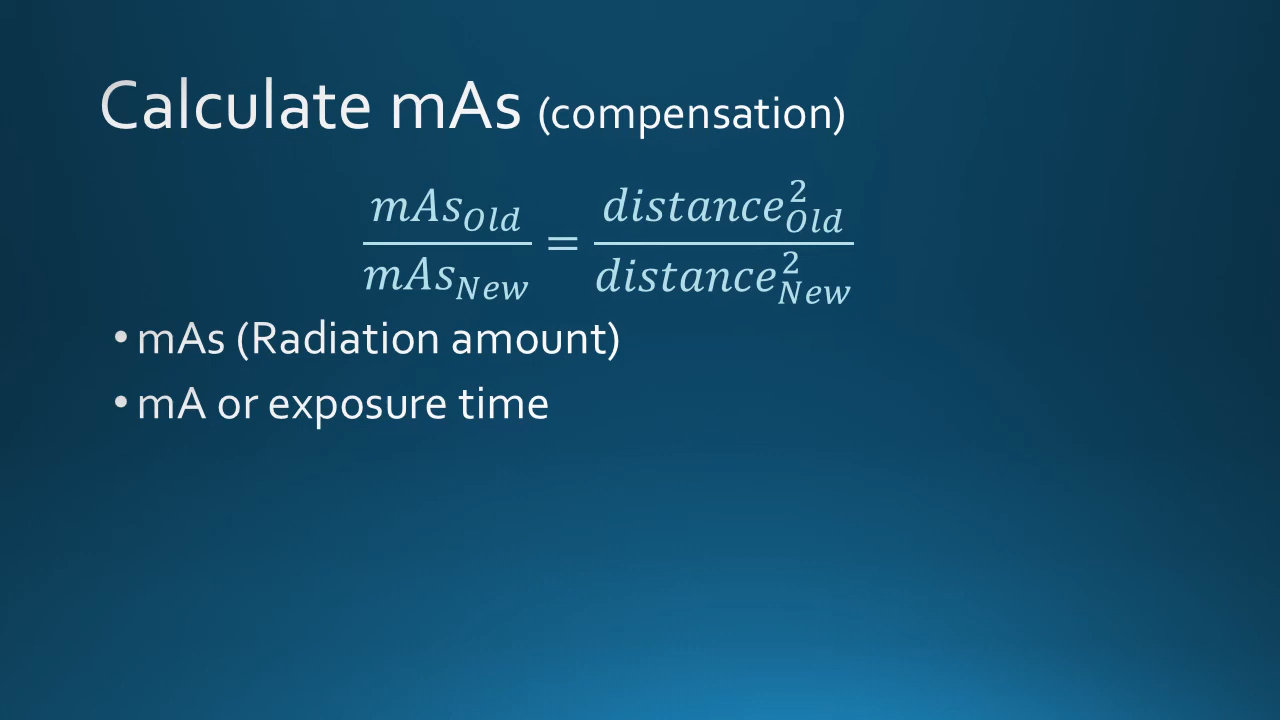 Calculate mAs (compensation)
mAs_Old / mAs_New = distance²_Old / distance²_New
• mAs (Radiation amount)
• mA or exposure time